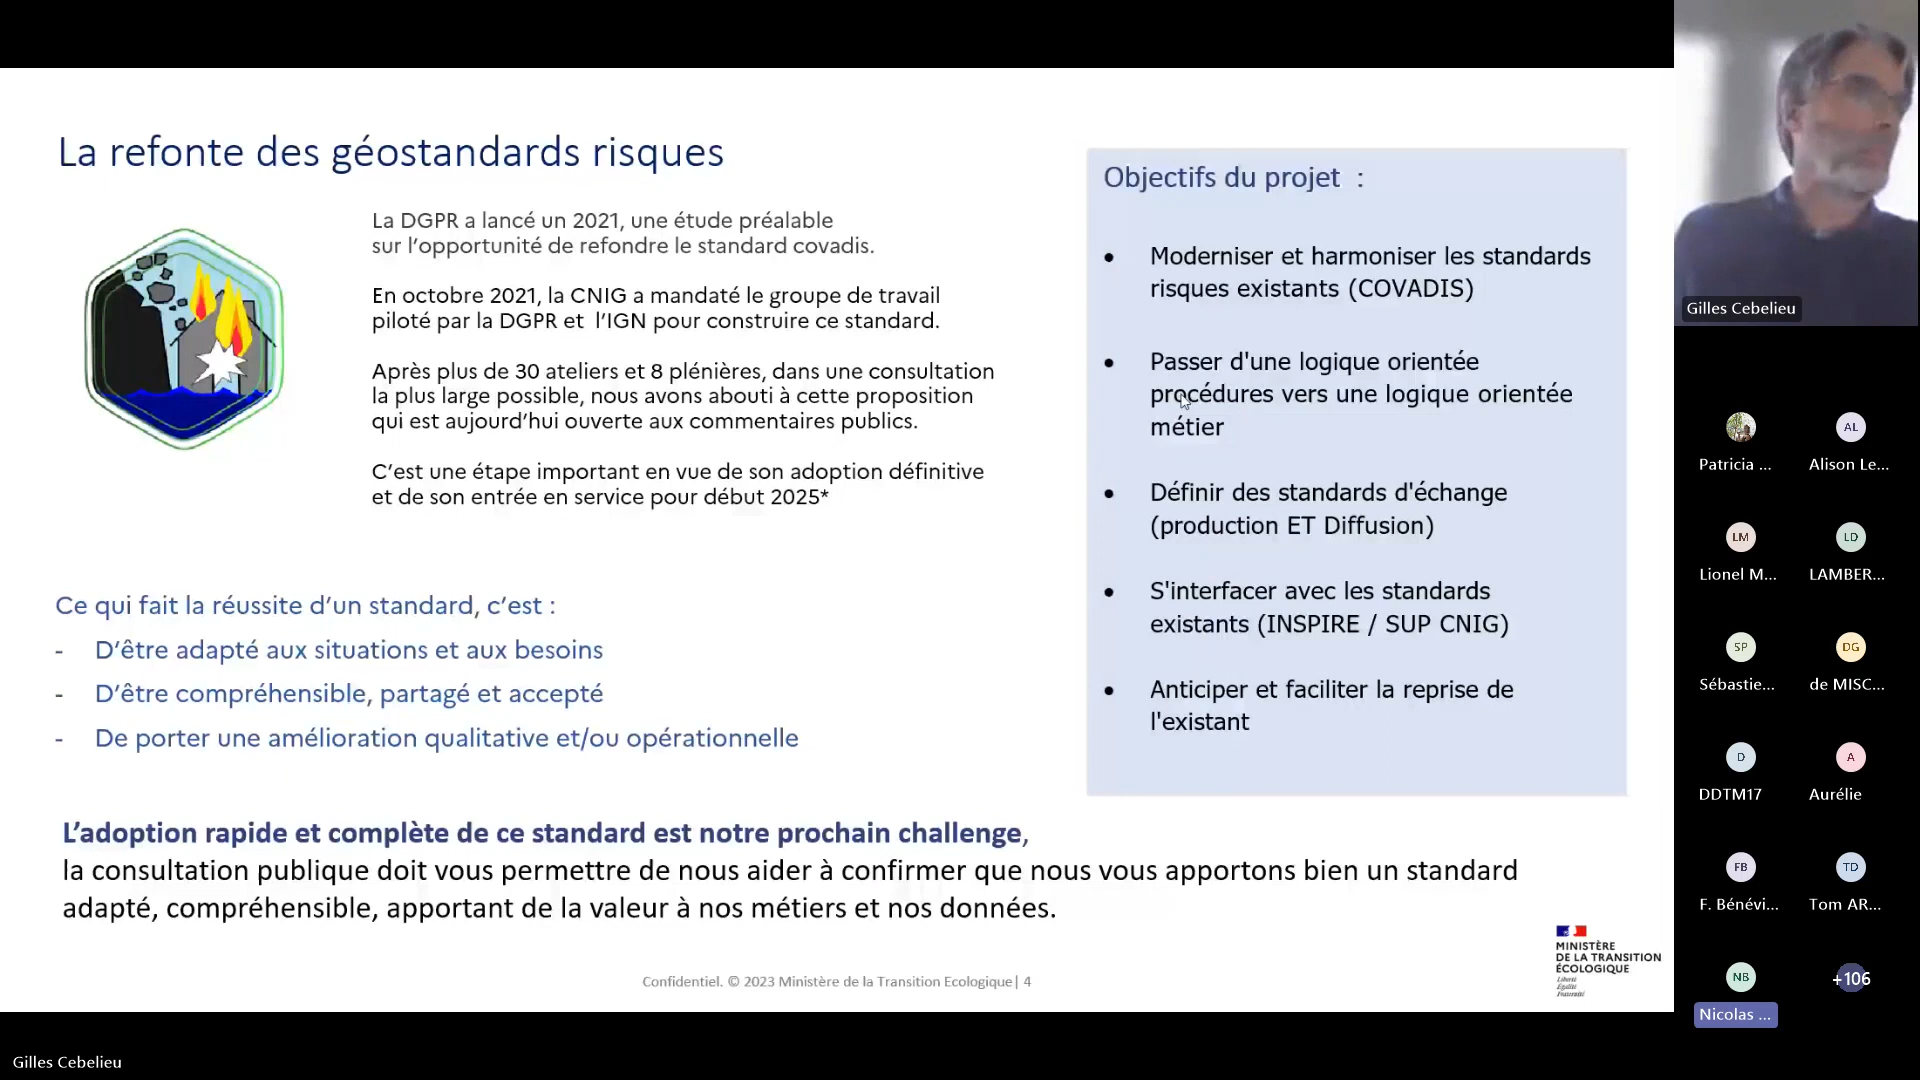 La refonte des géostandards risques
La DGPR a lancé un 2021, une étude préalable
sur l’opportunité de refondre le standard covadis.
En octobre 2021, la CNIG a mandaté le groupe de travail
piloté par la DGPR et l’IGN pour construire ce standard.
Après plus de 30 ateliers et 8 plénières, dans une consultation
la plus large possible, nous avons abouti à cette proposition
qui est aujourd’hui ouverte aux commentaires publics.
C’est une étape important en vue de son adoption définitive
et de son entrée en service pour début 2025*
Ce qui fait la réussite d’un standard, c’est :
- D’être adapté aux situations et aux besoins
- D’être compréhensible, partagé et accepté
- De porter une amélioration qualitative et/ou opérationnelle
Objectifs du projet :
• Moderniser et harmoniser les standards
risques existants (COVADIS)
• Passer d'une logique orientée
procédures vers une logique orientée
métier
• Définir des standards d'échange
(production ET Diffusion)
• S'interfacer avec les standards
existants (INSPIRE / SUP CNIG)
• Anticiper et faciliter la reprise de
l'existant
L’adoption rapide et complète de ce standard est notre prochain challenge,
la consultation publique doit vous permettre de nous aider à confirmer que nous vous apportons bien un standard
adapté, compréhensible, apportant de la valeur à nos métiers et nos données.
Confidentiel. © 2023 Ministère de la Transition Ecologique| 4
MINISTÈRE
DE LA TRANSITION
ÉCOLOGIQUE
Liberté
Égalité
Fraternité
Gilles Cebelieu
Patricia ...
AL
Alison Le...
LM
Lionel M...
LD
LAMBER...
SP
Sébastie...
DG
de MISC...
D
DDTM17
A
Aurélie
FB
F. Bénévi...
TD
Tom AR...
NB
Nicolas ...
+106
Gilles Cebelieu